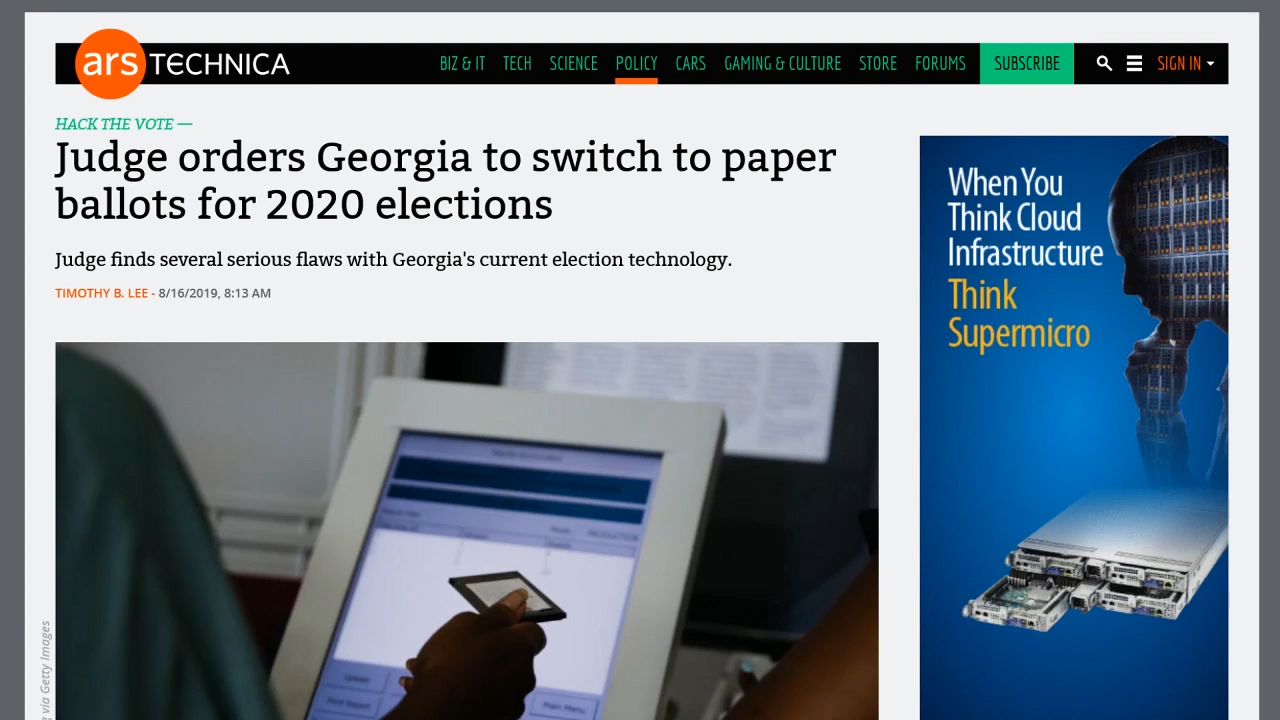 ars TECHNICA
BIZ & IT TECH SCIENCE POLICY CARS GAMING & CULTURE STORE FORUMS SUBSCRIBE SIGN IN
HACK THE VOTE —
Judge orders Georgia to switch to paper
ballots for 2020 elections
Judge finds several serious flaws with Georgia's current election technology.
TIMOTHY B. LEE - 8/16/2019, 8:13 AM
via Getty Images
Main Menu
When You
Think Cloud
Infrastructure
Think
Supermicro